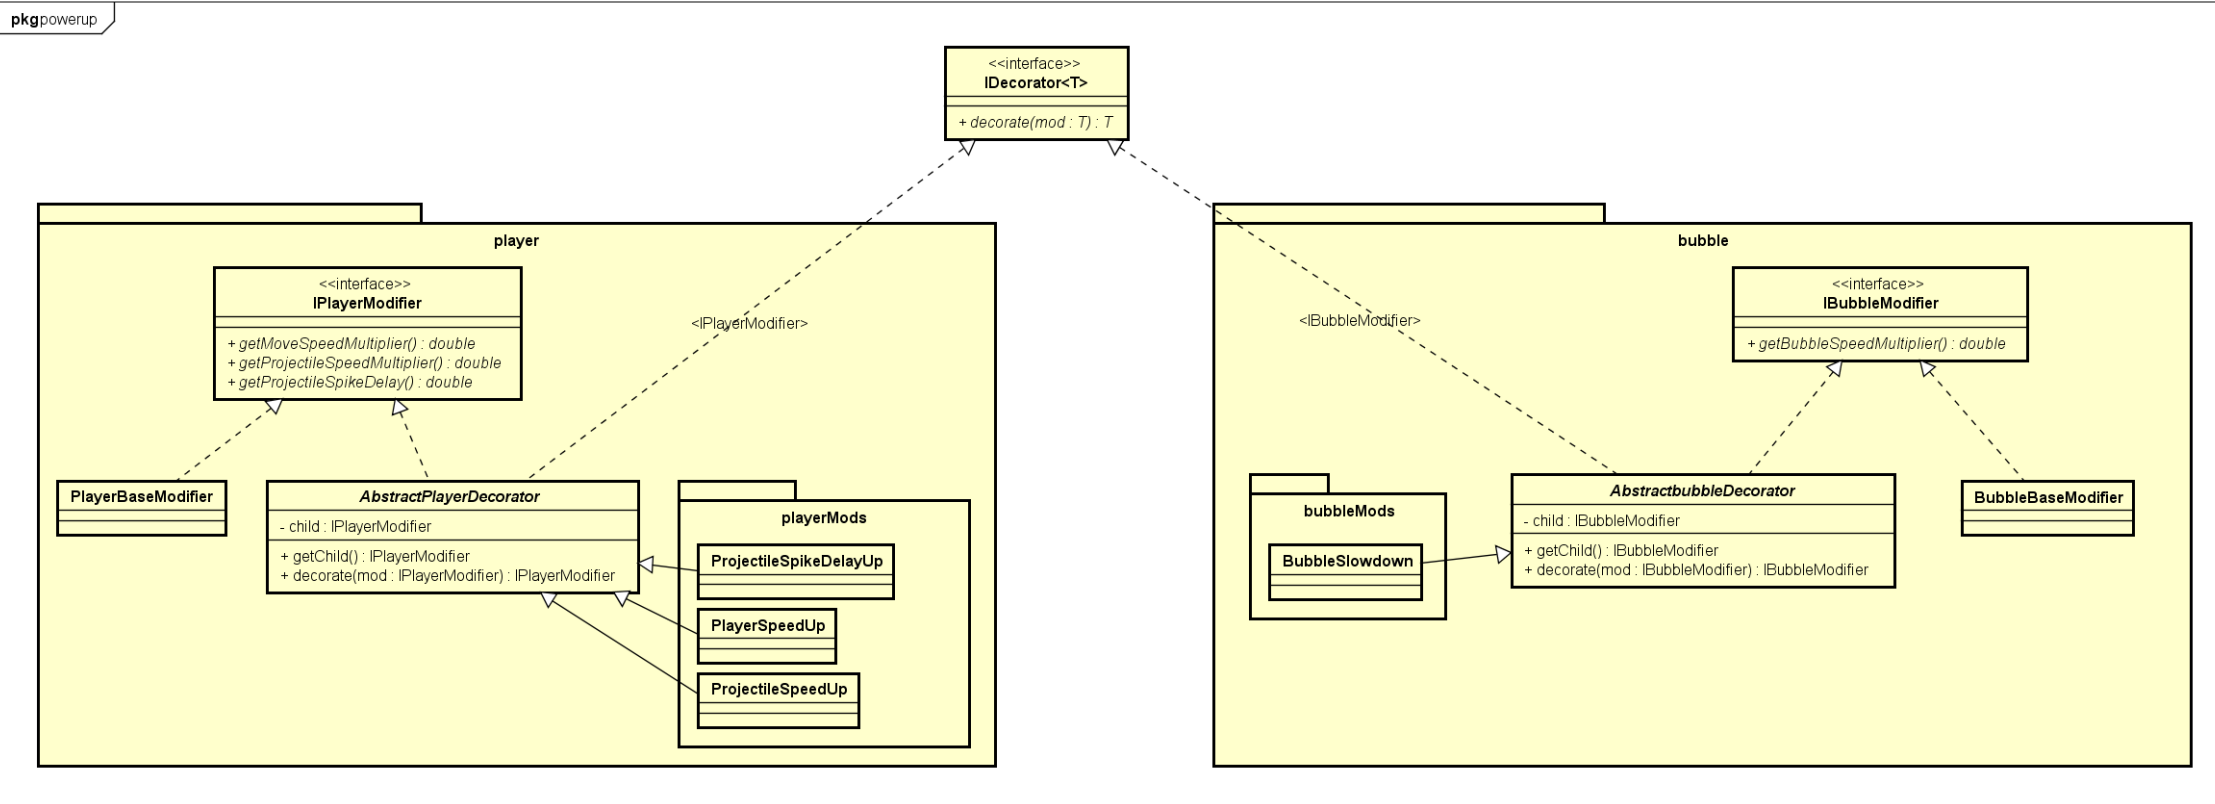 pkg powerup
<<interface>>
IDecorator<T>
+ decorate(mod : T) : T
player
<<interface>>
IPlayerModifier
+ getMoveSpeedMultiplier() : double
+ getProjectileSpeedMultiplier() : double
+ getProjectileSpikeDelay() : double
<IPlayerModifier>
PlayerBaseModifier
AbstractPlayerDecorator
- child : IPlayerModifier
+ getChild() : IPlayerModifier
+ decorate(mod : IPlayerModifier) : IPlayerModifier
playerMods
ProjectileSpikeDelayUp
PlayerSpeedUp
ProjectileSpeedUp
bubble
<<interface>>
IBubbleModifier
+ getBubbleSpeedMultiplier() : double
<IBubbleModifier>
bubbleMods
BubbleSlowdown
AbstractbubbleDecorator
- child : IBubbleModifier
+ getChild() : IBubbleModifier
+ decorate(mod : IBubbleModifier) : IBubbleModifier
BubbleBaseModifier